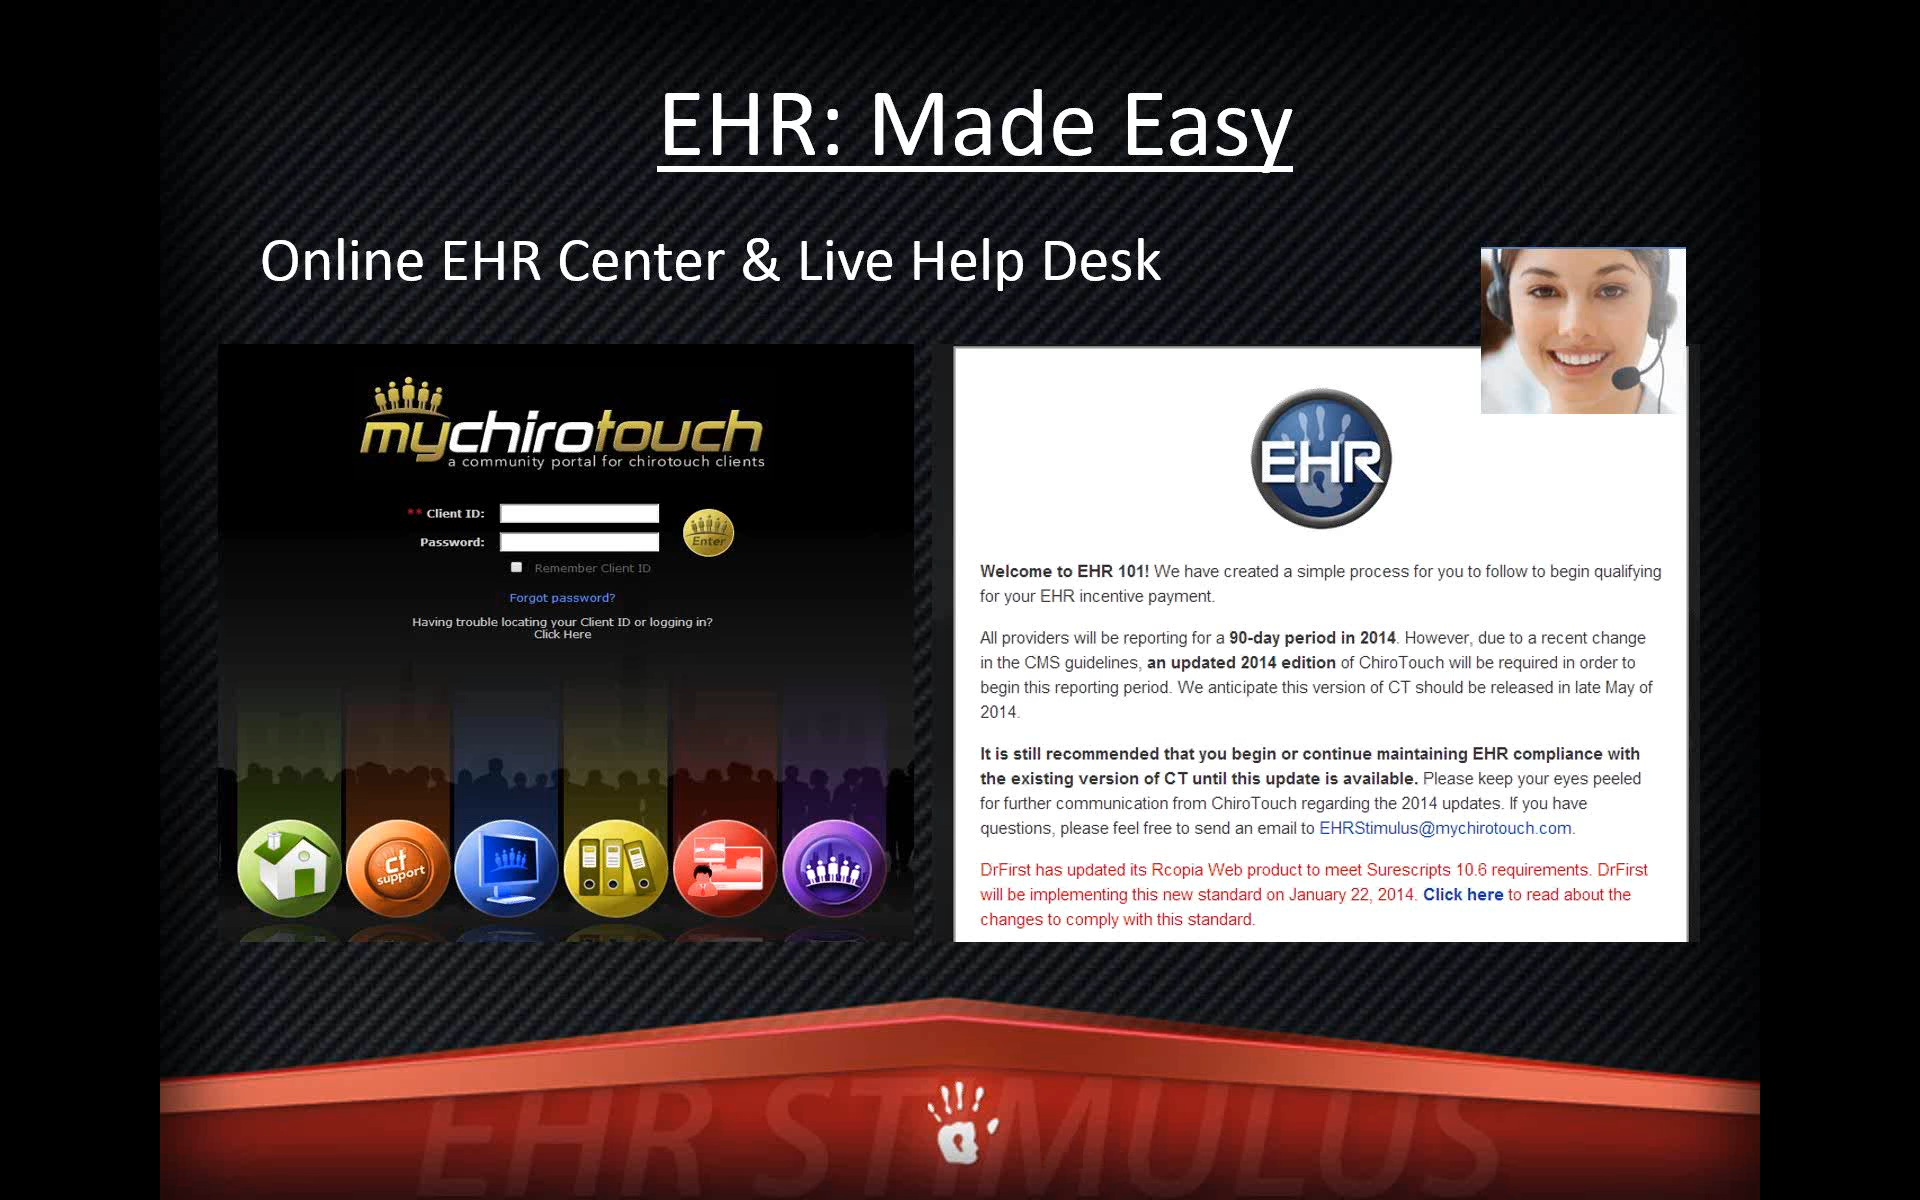 EHR: Made Easy
Online EHR Center & Live Help Desk
mychirotouch
a community portal for chirotouch clients
** Client ID:
Password:
Enter
Remember Client ID
Forgot password?
Having trouble locating your Client ID or logging in?
Click Here
ct
support
EHR
Welcome to EHR 101! We have created a simple process for you to follow to begin qualifying
for your EHR incentive payment.
All providers will be reporting for a 90-day period in 2014. However, due to a recent change
in the CMS guidelines, an updated 2014 edition of ChiroTouch will be required in order to
begin this reporting period. We anticipate this version of CT should be released in late May of
2014.
It is still recommended that you begin or continue maintaining EHR compliance with
the existing version of CT until this update is available. Please keep your eyes peeled
for further communication from ChiroTouch regarding the 2014 updates. If you have
questions, please feel free to send an email to EHRStimulus@mychirotouch.com.
DrFirst has updated its Rcopia Web product to meet Surescripts 10.6 requirements. DrFirst
will be implementing this new standard on January 22, 2014. Click here to read about the
changes to comply with this standard.
EHR STIMULUS